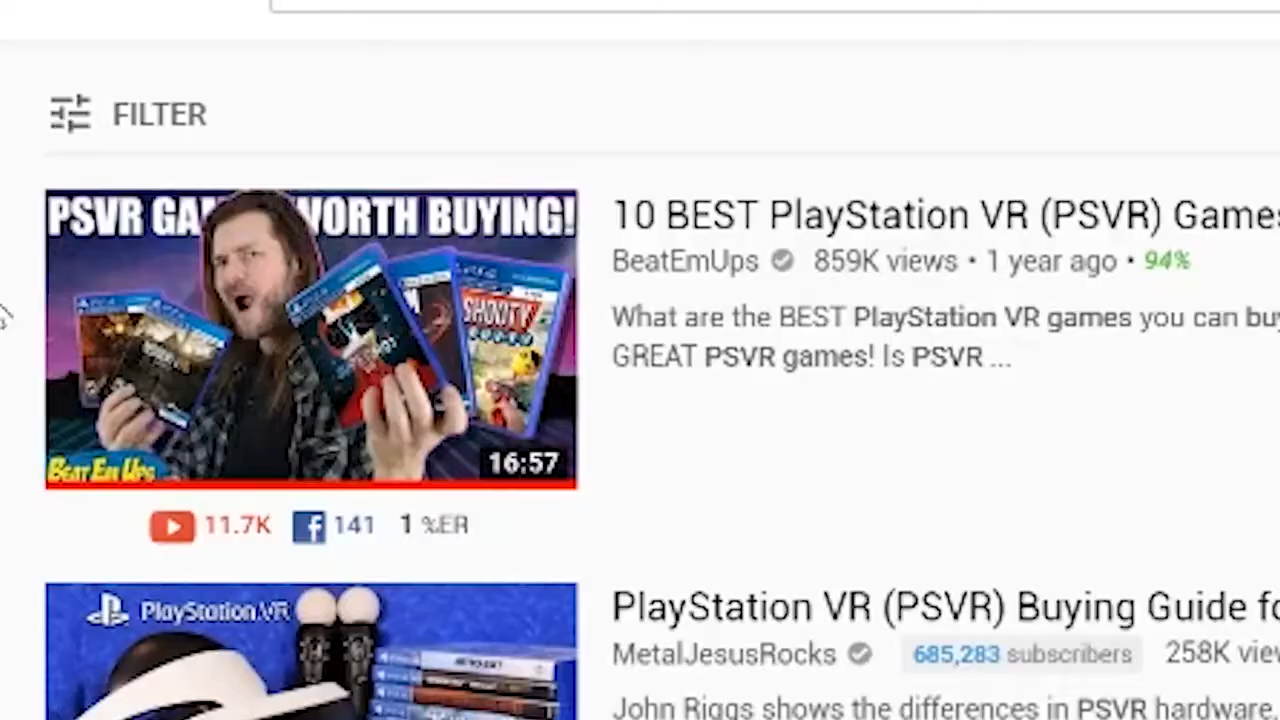 FILTER
PSVR GA WORTH BUYING!
SHOOTY
BEAT EM UPS
16:57
10 BEST PlayStation VR (PSVR) Games
BeatEmUps 859K views • 1 year ago • 94%
What are the BEST PlayStation VR games you can buy
GREAT PSVR games! Is PSVR ...
11.7K 141 1 %ER
PlayStation VR
PlayStation VR (PSVR) Buying Guide fo
MetalJesusRocks 685,283 subscribers 258K view
John Riggs shows the differences in PSVR hardware